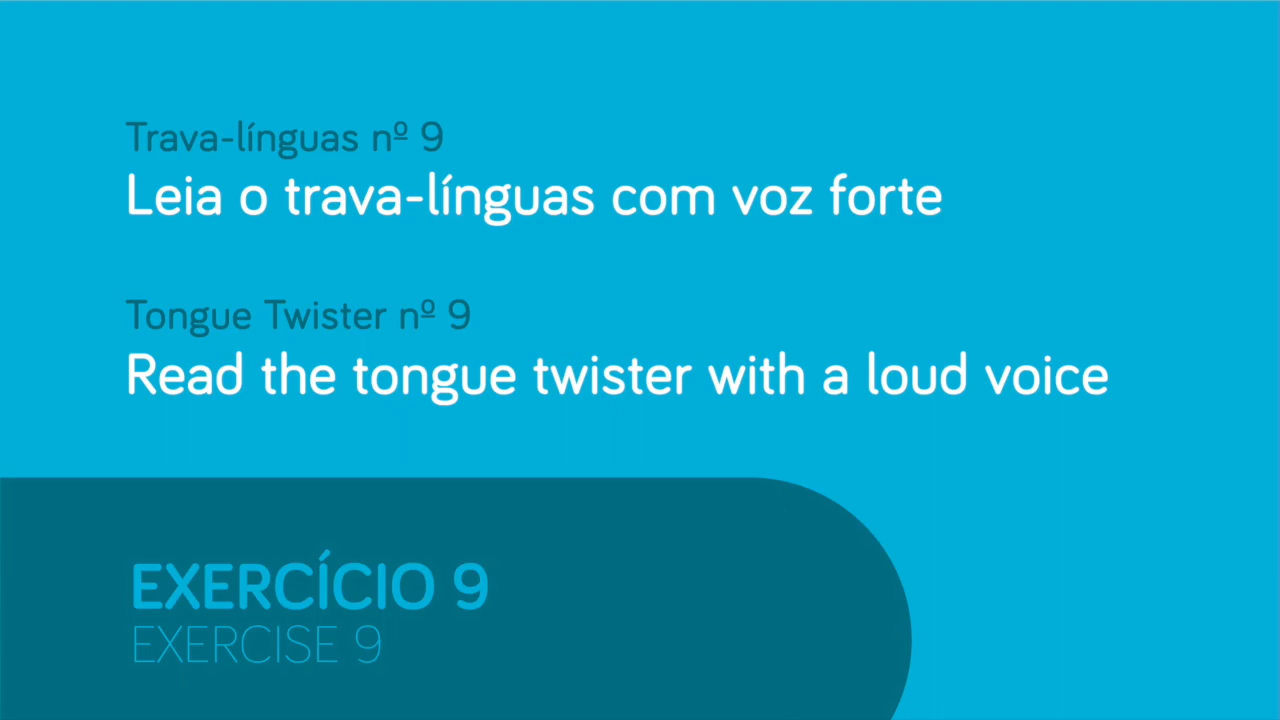 Trava-línguas nº 9
Leia o trava-línguas com voz forte
Tongue Twister nº 9
Read the tongue twister with a loud voice
EXERCÍCIO 9
EXERCISE 9